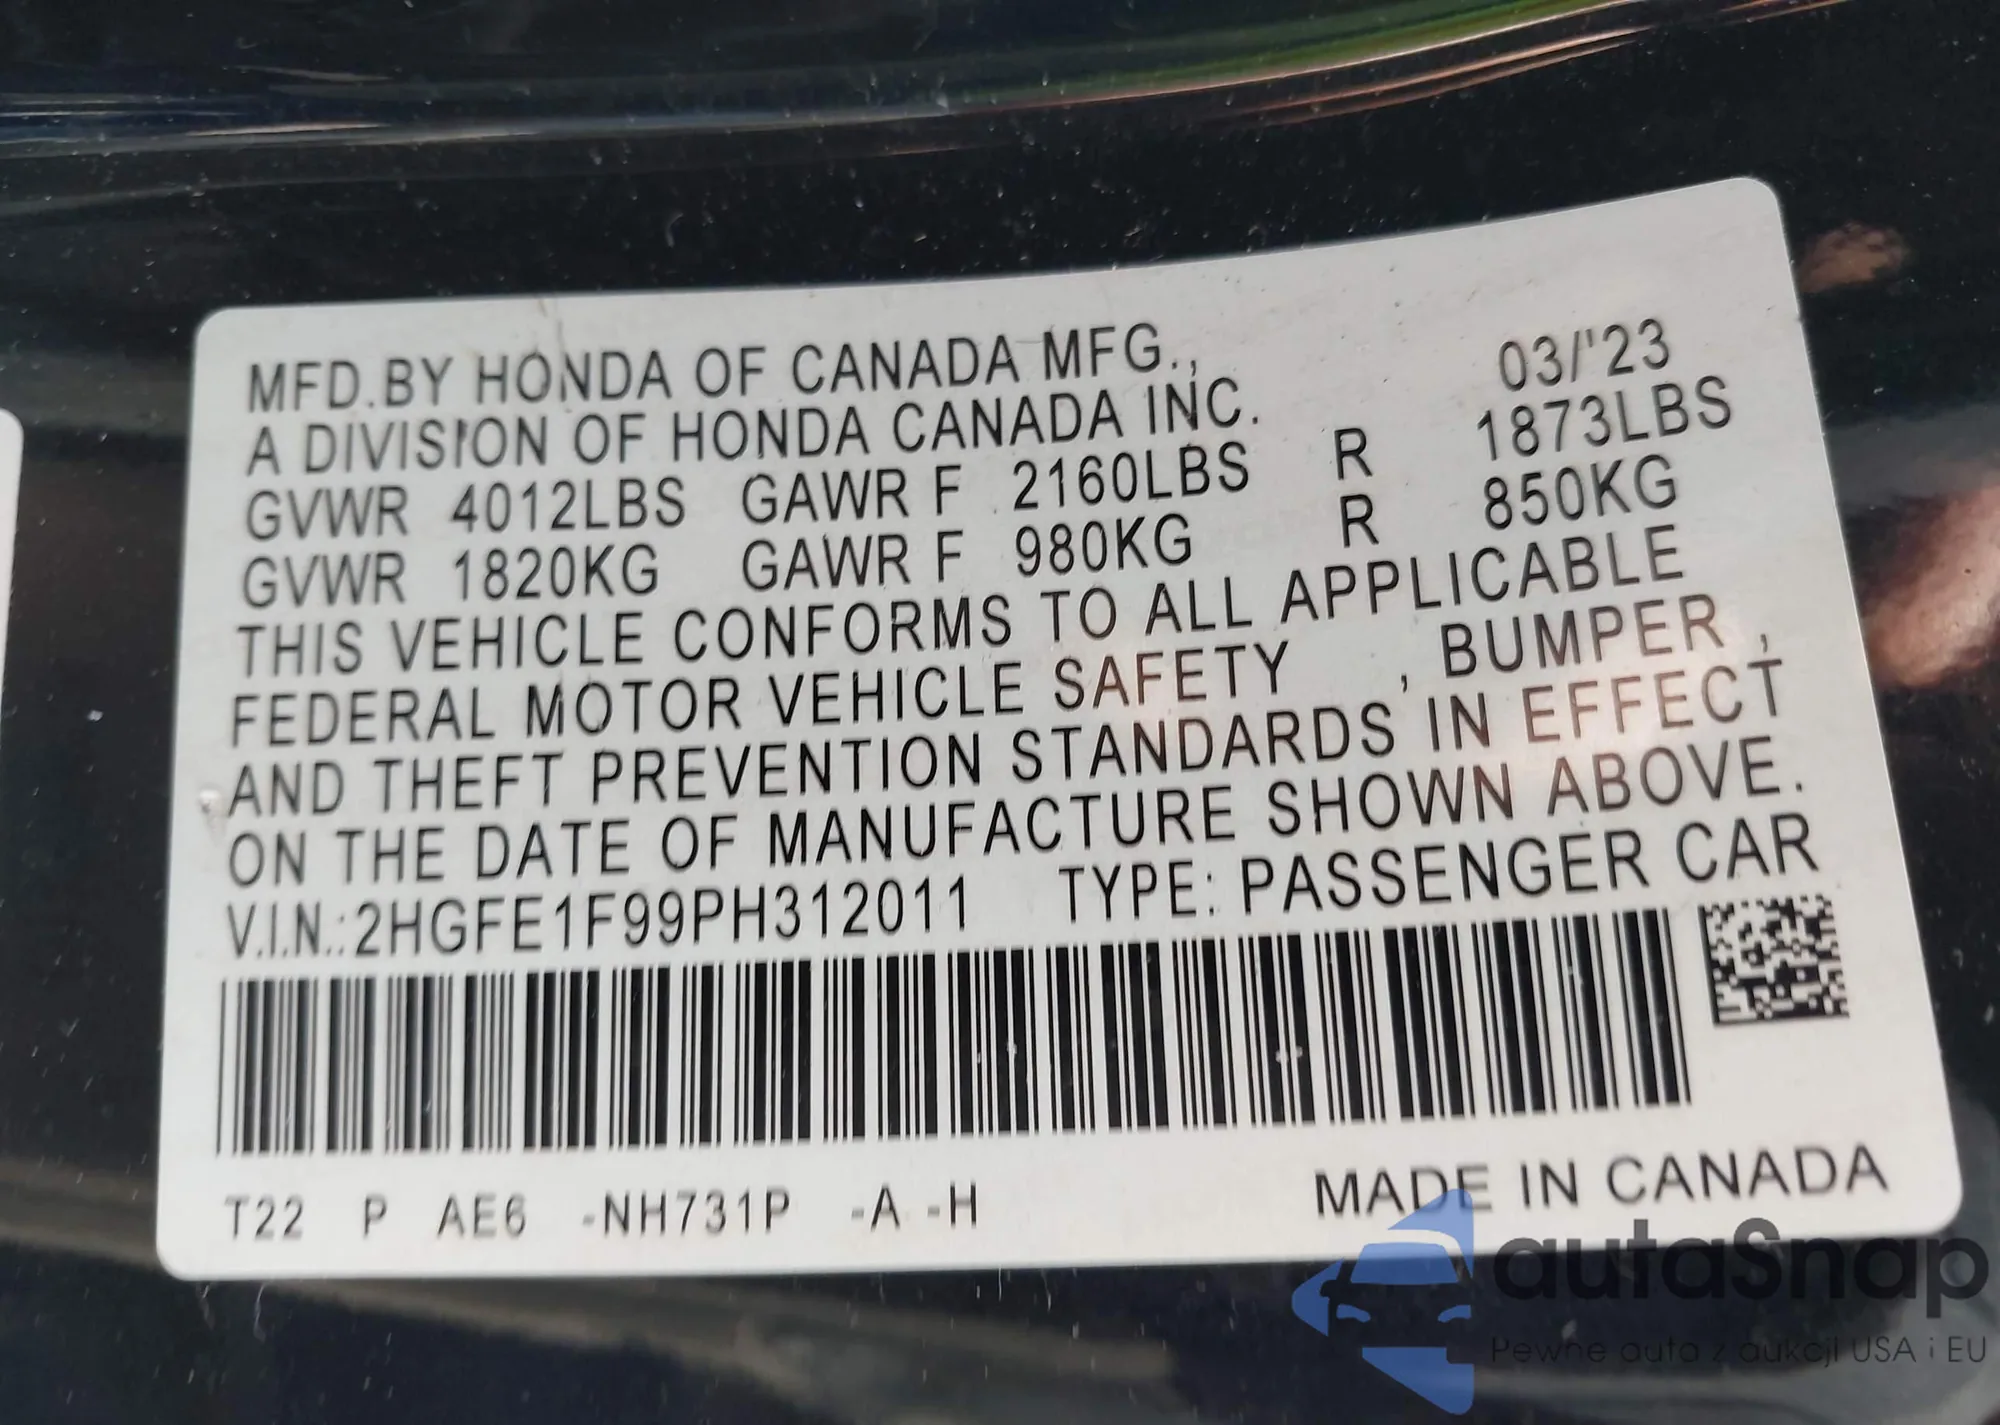 MFD.BY HONDA OF CANADA MFG., 03/'23
A DIVISION OF HONDA CANADA INC.
GVWR 4012LBS GAWR F 2160LBS R 1873LBS
GVWR 1820KG GAWR F 980KG R 850KG
THIS VEHICLE CONFORMS TO ALL APPLICABLE
FEDERAL MOTOR VEHICLE SAFETY , BUMPER ,
AND THEFT PREVENTION STANDARDS IN EFFECT
ON THE DATE OF MANUFACTURE SHOWN ABOVE.
V.I.N.:2HGFE1F99PH312011 TYPE: PASSENGER CAR
T22 P AE6 -NH731P -A -H MADE IN CANADA
autaSnap
Pewne auta z aukcji USA i EU